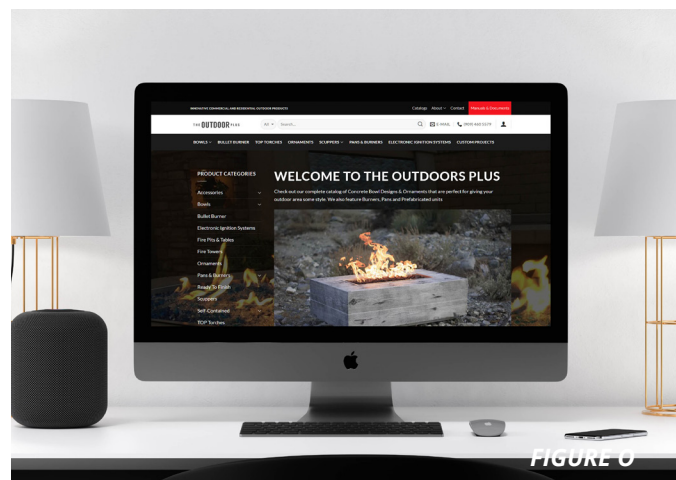 INNOVATIVE COMMERCIAL AND RESIDENTIAL OUTDOOR PRODUCTS
Catalogs About Contact Manuals & Documents
THE OUTDOOR PLUS All Search... E-MAIL
BOWLS BULLET BURNER TOP TORCHES ORNAMENTS SCUPPERS PANS & BURNERS ELECTRONIC IGNITION SYSTEMS CUSTOM PROJECTS
PRODUCT CATEGORIES
Accessories
Bowls
Bullet Burner
Electronic Ignition Systems
Fire Pits & Tables
Fire Towers
Ornaments
Pans & Burners
Ready To Finish
Scuppers
Self-Contained
TOP Torches
WELCOME TO THE OUTDOORS PLUS
Check out our complete catalog of Concrete Bowl Designs & Ornaments that are perfect for giving your
outdoor area some style. We also feature Burners, Pans and Prefabricated units
FIGURE O